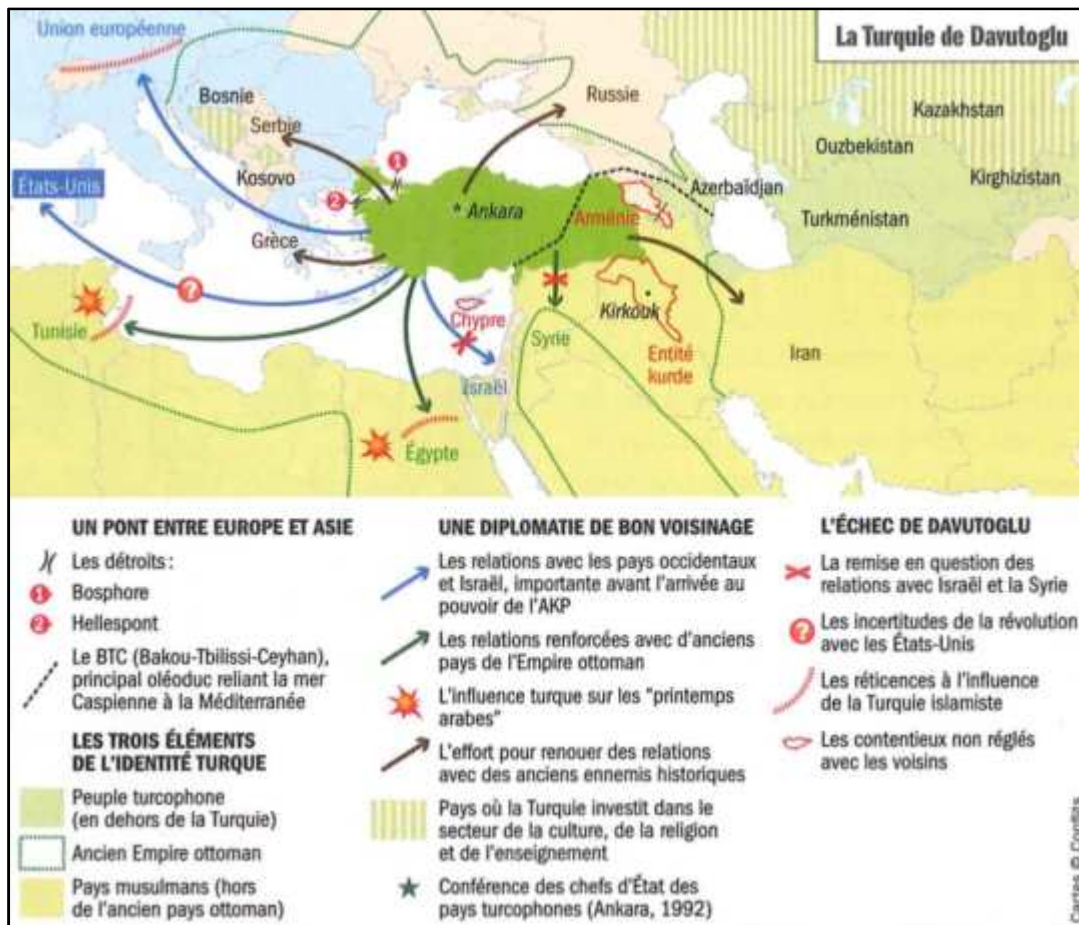 La Turquie de Davutoglu
Union européenne
Bosnie
Serbie
Kosovo
Russie
Kazakhstan
Ouzbekistan
Kirghizistan
Azerbaïdjan
Turkménistan
États-Unis
1
2
* Ankara
Arménie
Grèce
?
Tunisie
Chypre
Syrie
Kirkouk
Entité
kurde
Iran
Israël
Égypte
UN PONT ENTRE EUROPE ET ASIE
Les détroits :
1 Bosphore
2 Hellespont
Le BTC (Bakou-Tbilissi-Ceyhan),
principal oléoduc reliant la mer
Caspienne à la Méditerranée
LES TROIS ÉLÉMENTS
DE L'IDENTITÉ TURQUE
Peuple turcophone
(en dehors de la Turquie)
Ancien Empire ottoman
Pays musulmans (hors
de l'ancien pays ottoman)
UNE DIPLOMATIE DE BON VOISINAGE
Les relations avec les pays occidentaux
et Israël, importante avant l'arrivée au
pouvoir de l'AKP
Les relations renforcées avec d'anciens
pays de l'Empire ottoman
L'influence turque sur les "printemps
arabes"
L'effort pour renouer des relations
avec des anciens ennemis historiques
Pays où la Turquie investit dans le
secteur de la culture, de la religion
et de l'enseignement
Conférence des chefs d'État des
pays turcophones (Ankara, 1992)
L'ÉCHEC DE DAVUTOGLU
La remise en question des
relations avec Israël et la Syrie
? Les incertitudes de la révolution
avec les États-Unis
Les réticences à l'influence
de la Turquie islamiste
Les contentieux non réglés
avec les voisins
Cartes © Conflits